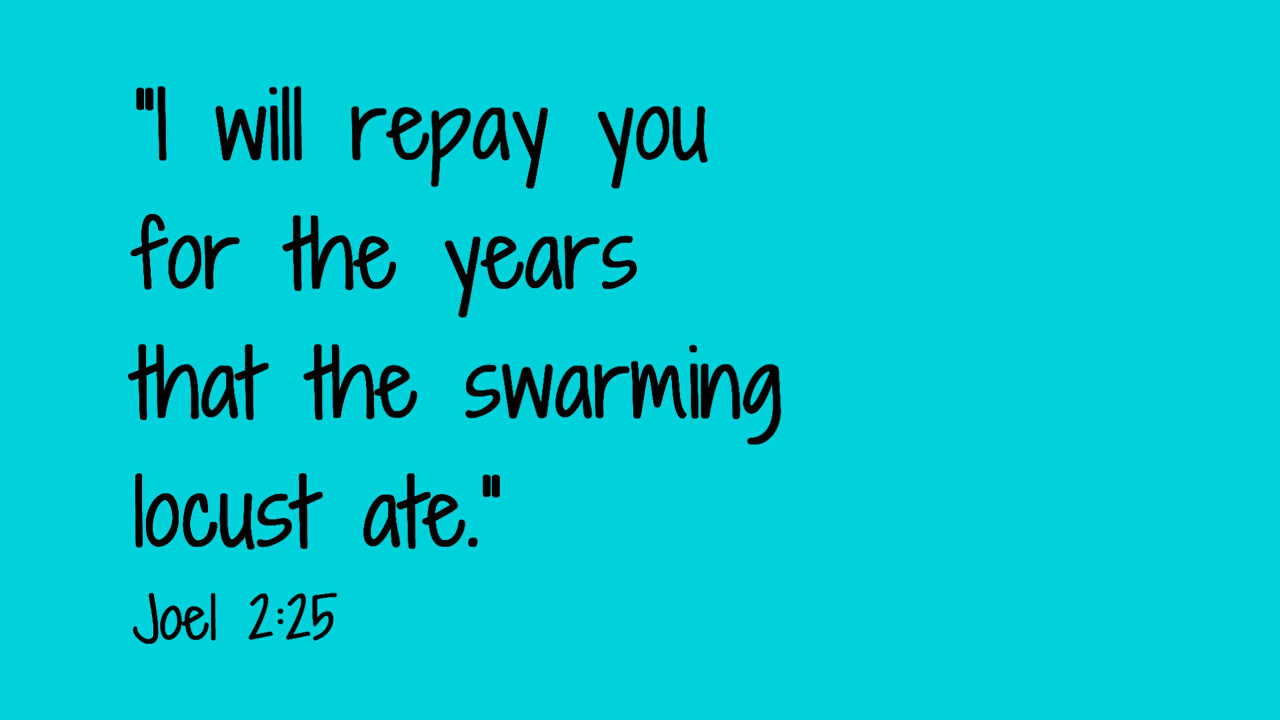 "I will repay you
for the years
that the swarming
locust ate."
Joel 2:25